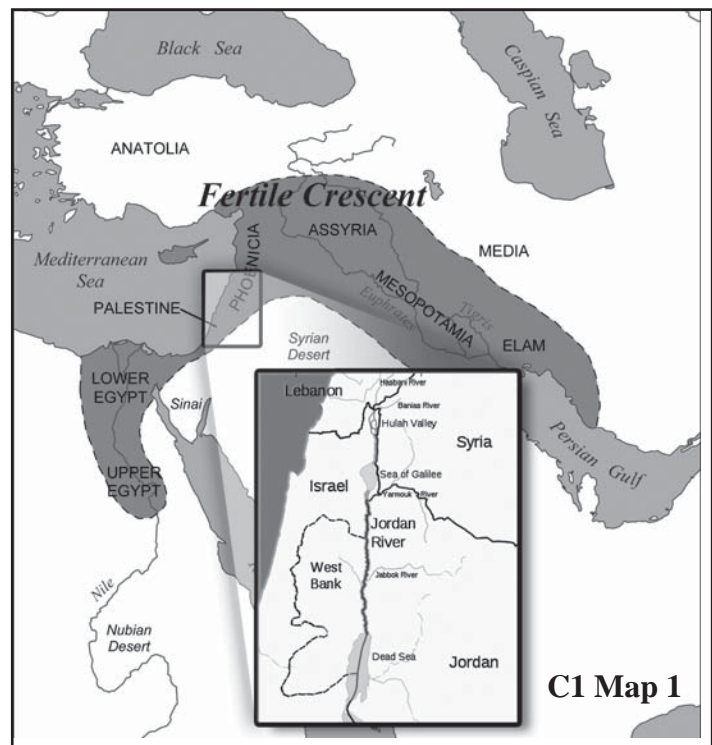 Black Sea
Caspian Sea
ANATOLIA
Fertile Crescent
ASSYRIA
MEDIA
Mediterranean
Sea
PHOENICIA
MESOPOTAMIA
Euphrates
Tigris
PALESTINE
ELAM
Syrian
Desert
LOWER
EGYPT
Sinai
Persian Gulf
UPPER
EGYPT
Nile
Nubian
Desert
Lebanon
Hasbani River
Banias River
Hulah Valley
Syria
Sea of Galilee
Israel
Yarmouk River
Jordan
River
West
Bank
Jabbok River
Dead Sea
Jordan
C1 Map 1